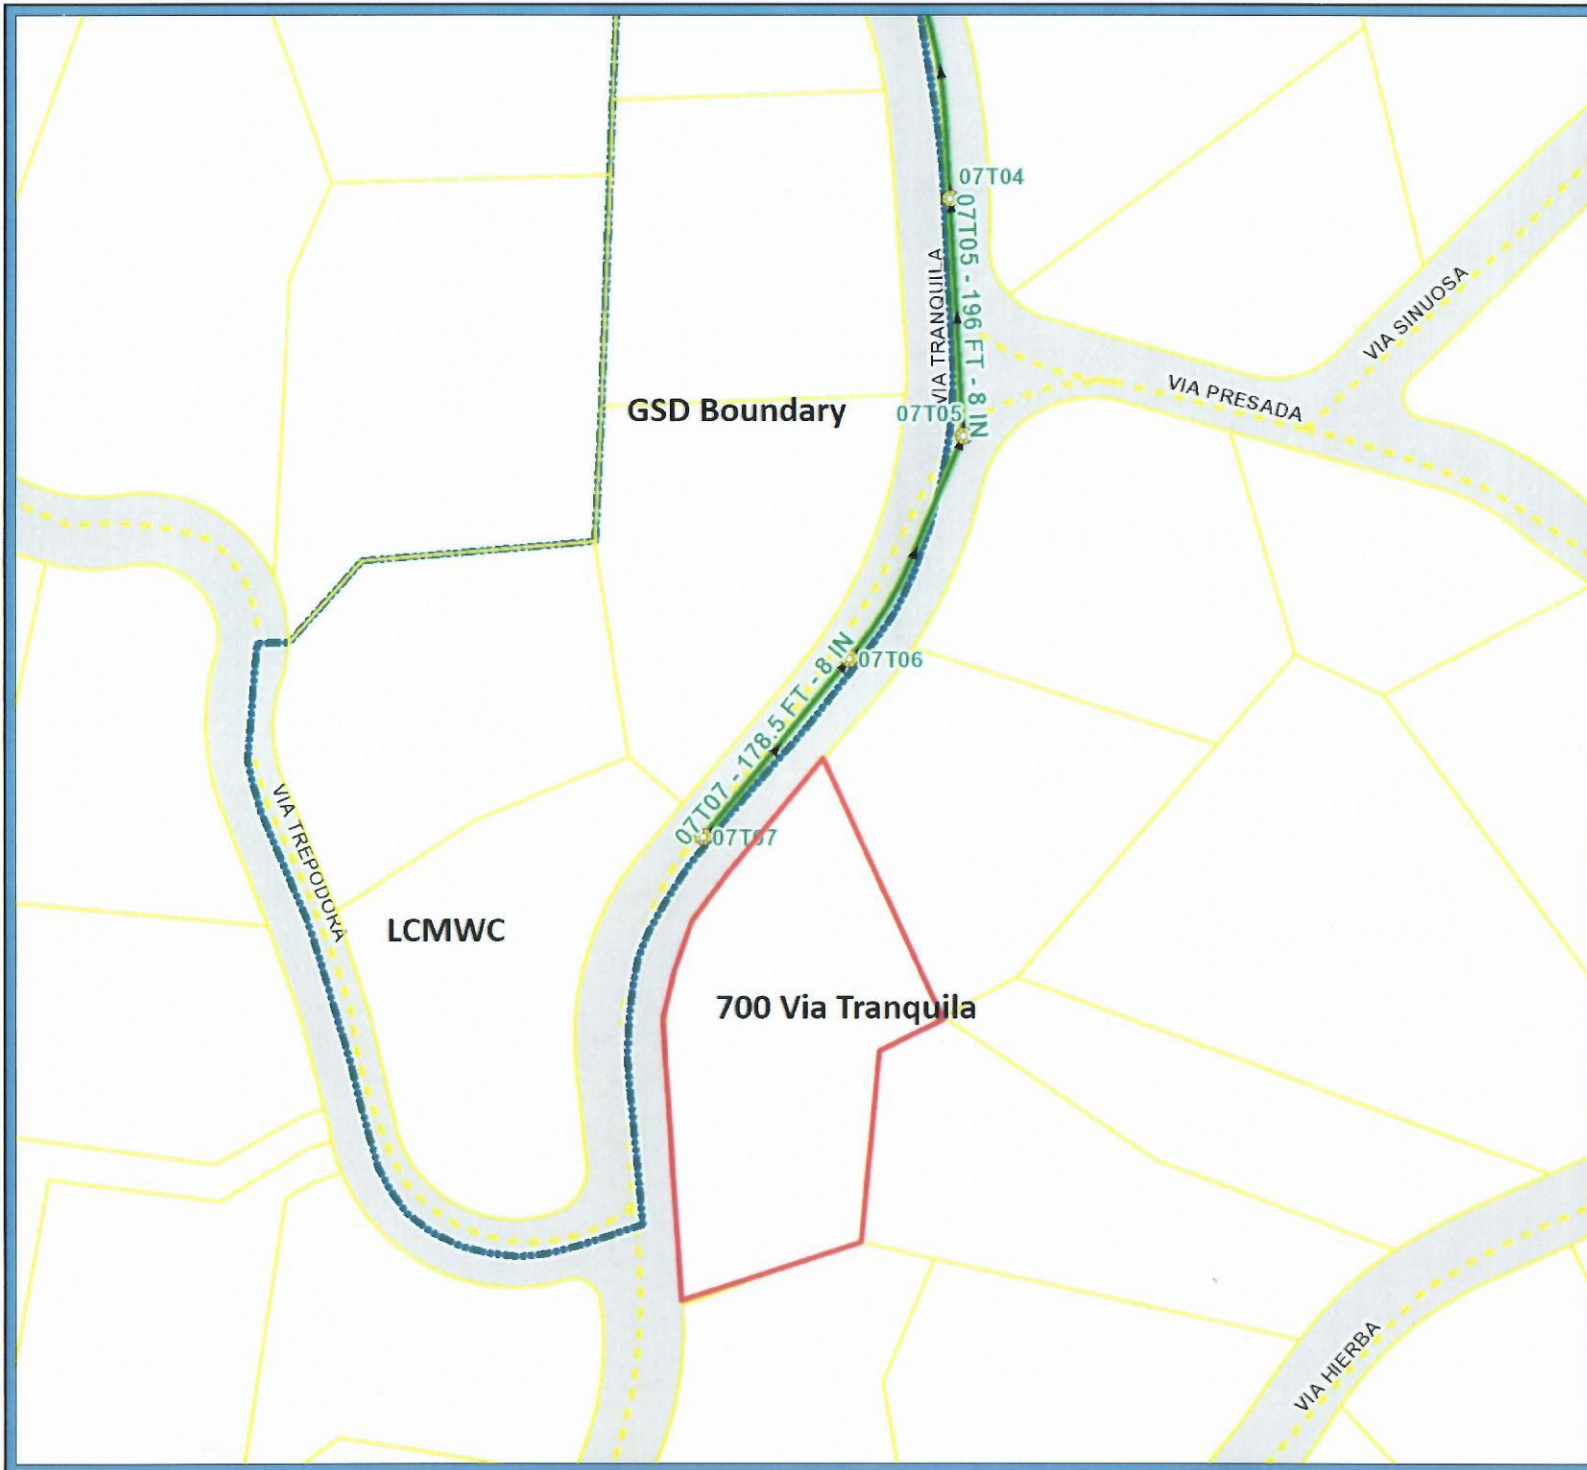 07T04
07T05 - 196 FT - 8 IN
VIA TRANQUILA
VIA SINUOSA
VIA PRESADA
GSD Boundary
07T05
07T06
07T07 - 178.5 FT - 8 IN
07T07
VIA TREPODORA
LCMWC
700 Via Tranquila
VIA HIERBA